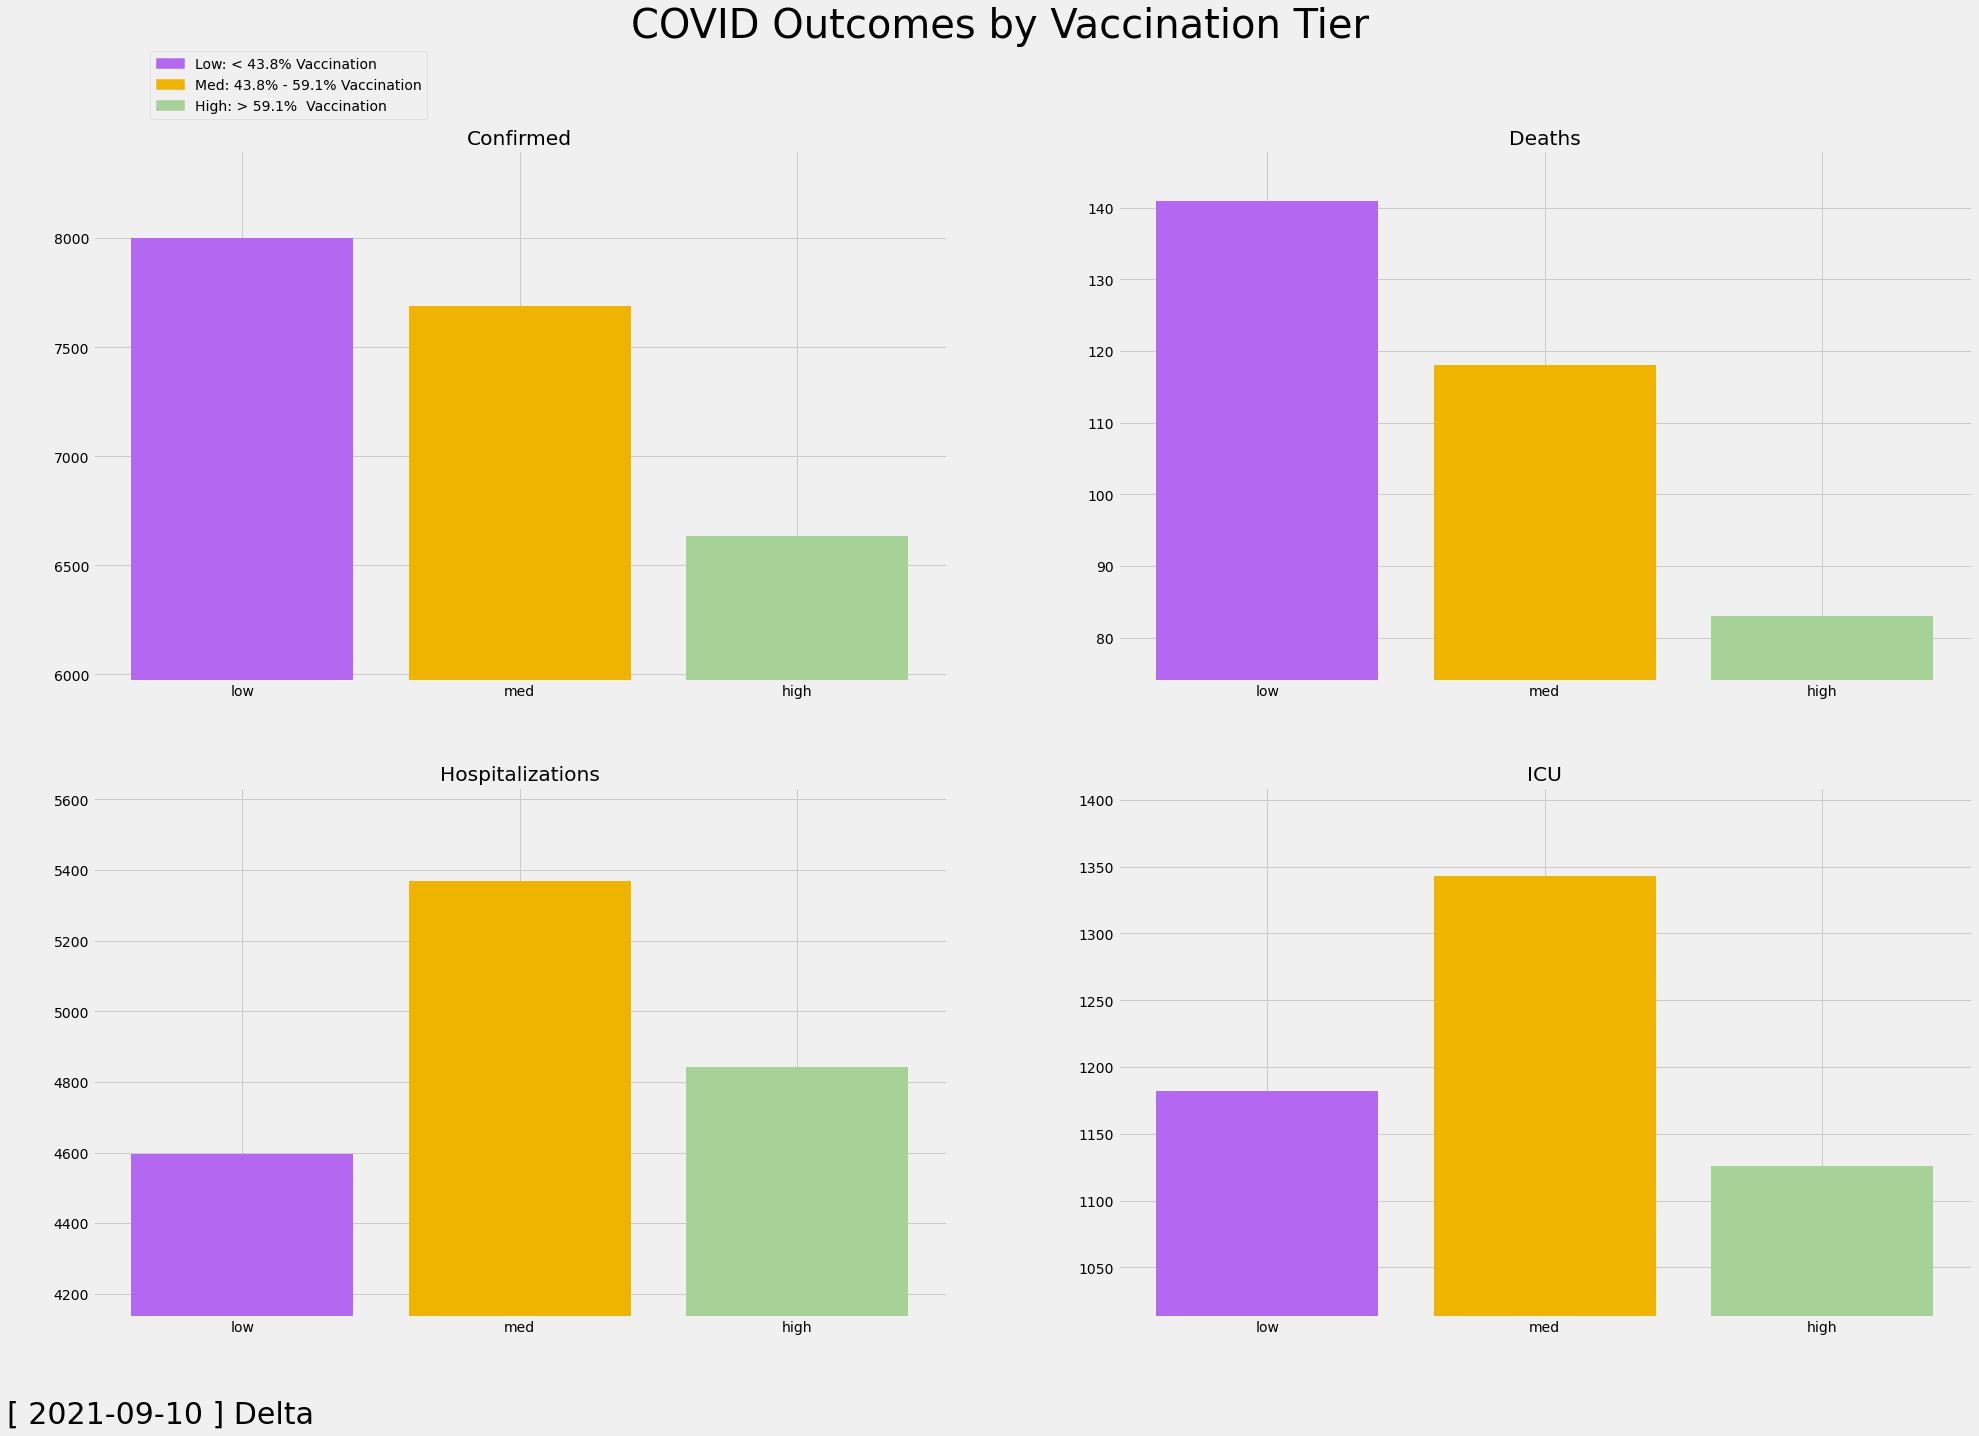 COVID Outcomes by Vaccination Tier
Low: < 43.8% Vaccination
Med: 43.8% - 59.1% Vaccination
High: > 59.1%  Vaccination
Confirmed
8000
7500
7000
6500
6000
low med high
Deaths
140
130
120
110
100
90
80
low med high
Hospitalizations
5600
5400
5200
5000
4800
4600
4400
4200
low med high
ICU
1400
1350
1300
1250
1200
1150
1100
1050
low med high
[ 2021-09-10 ] Delta